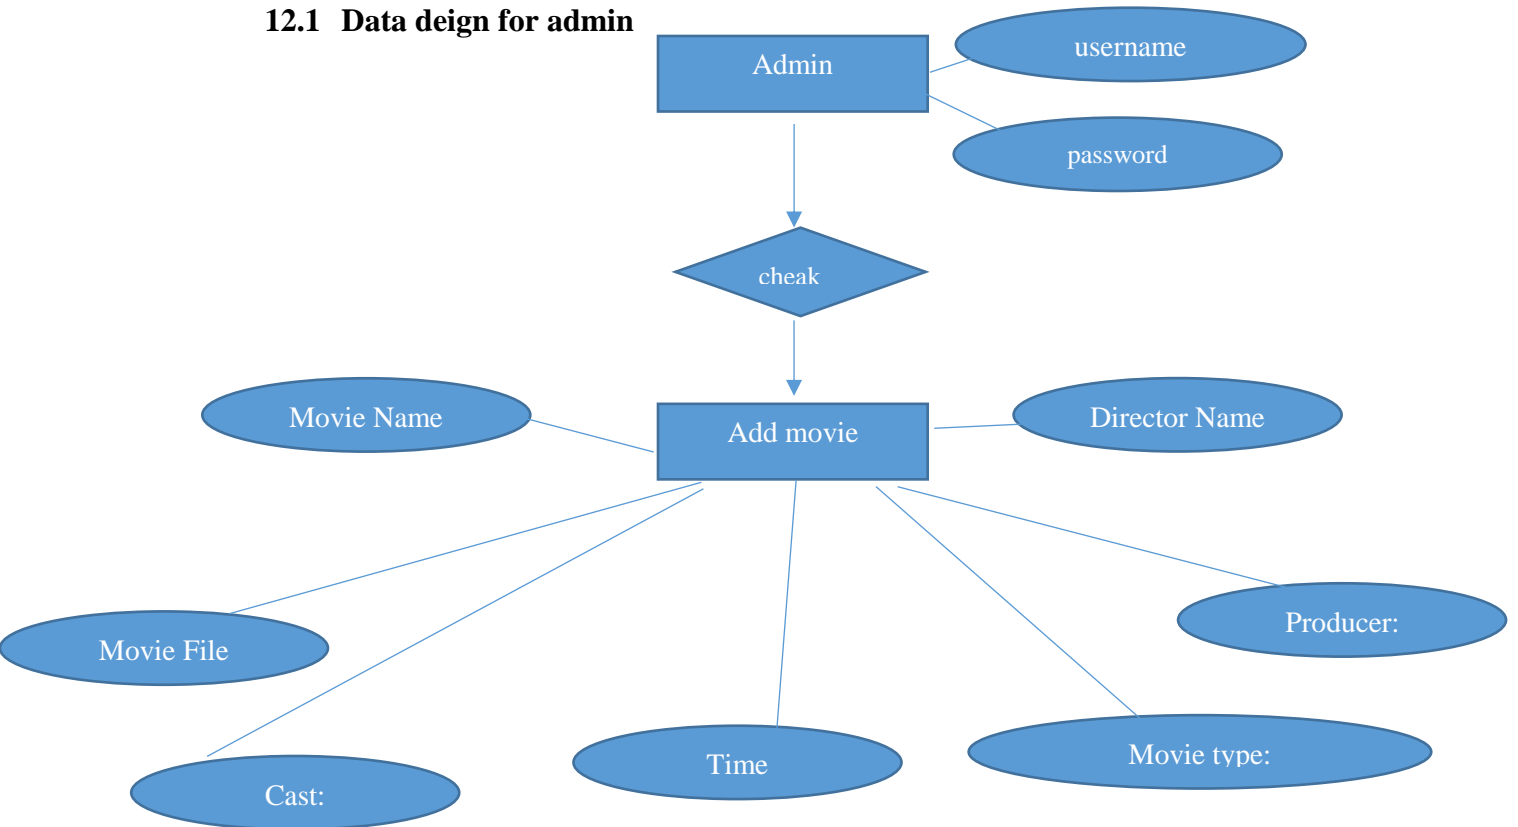 12.1 Data deign for admin
Admin
username
password
cheak
Movie Name
Add movie
Director Name
Movie File
Producer:
Cast:
Time
Movie type: